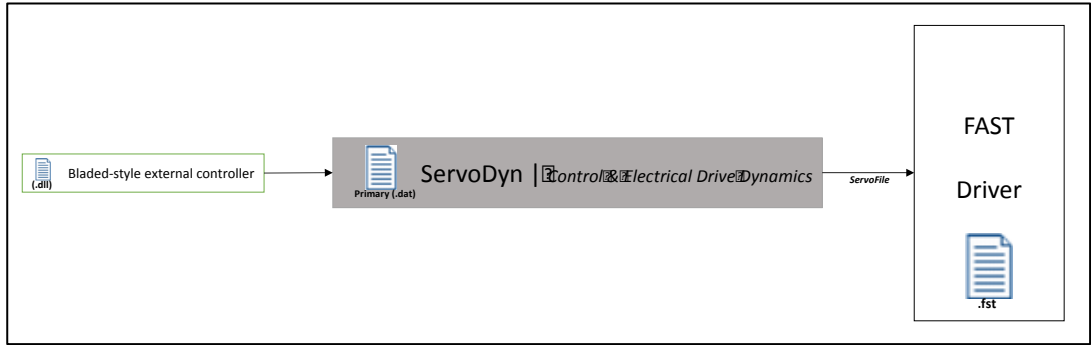 (.dll)
Bladed-style external controller
Primary (.dat)
ServoDyn | Control & Electrical Drive Dynamics
ServoFile
FAST
Driver
.fst